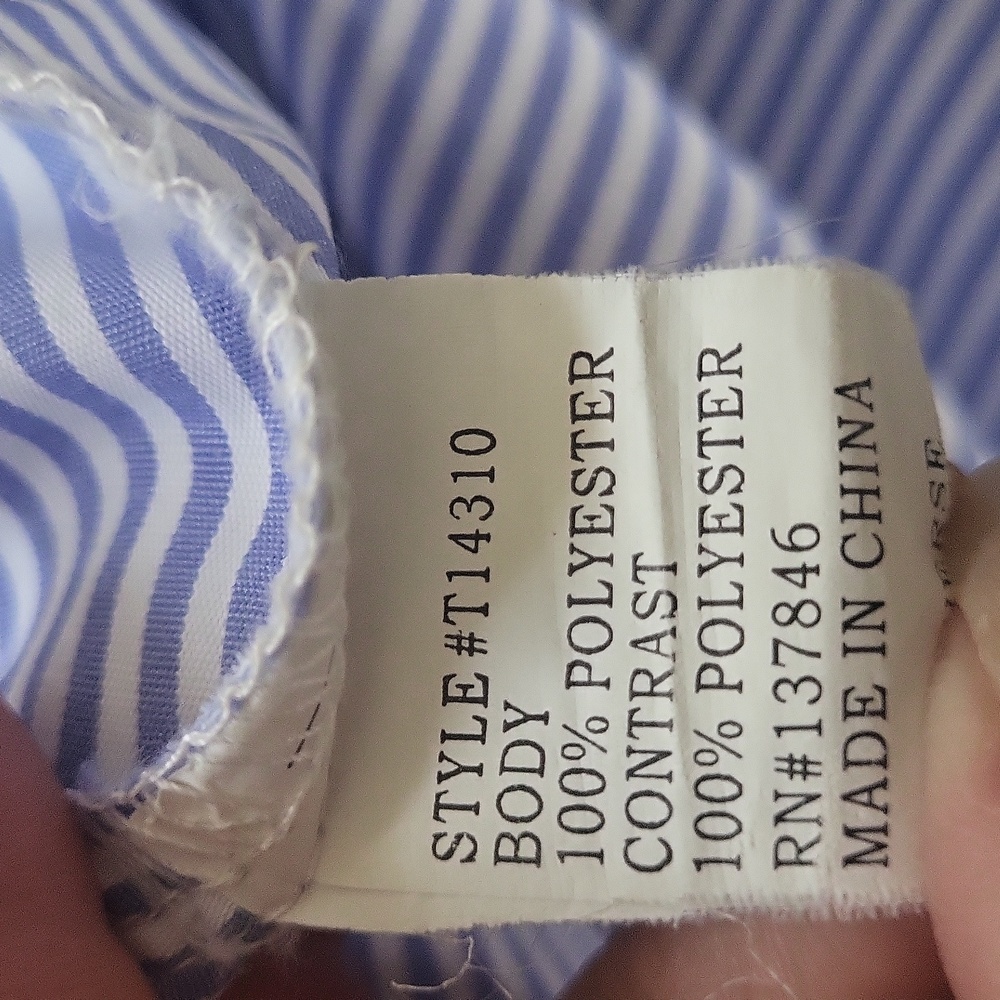 STYLE#T14310
BODY
100% POLYESTER
CONTRAST
100% POLYESTER
RN#137846
MADE IN CHINA